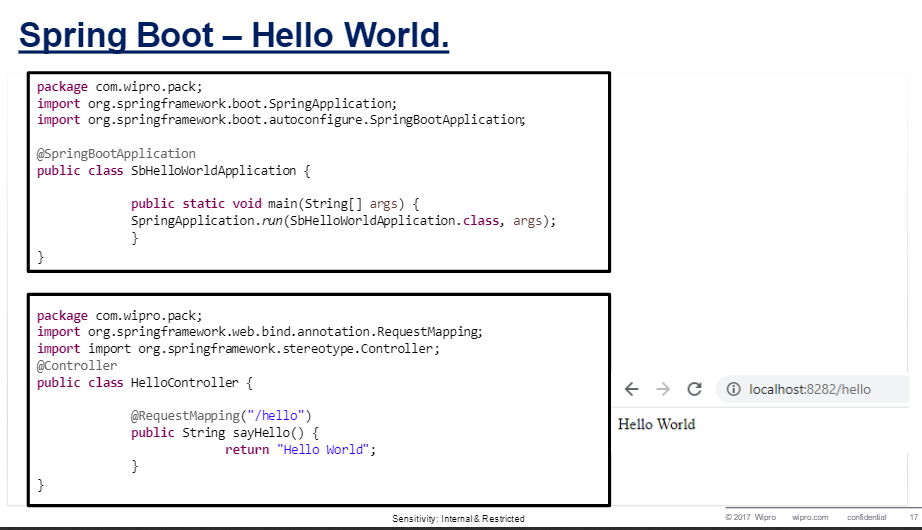 Spring Boot – Hello World.
package com.wipro.pack;
import org.springframework.boot.SpringApplication;
import org.springframework.boot.autoconfigure.SpringBootApplication;
@SpringBootApplication
public class SbHelloWorldApplication {
public static void main(String[] args) {
SpringApplication.run(SbHelloWorldApplication.class, args);
}
}
package com.wipro.pack;
import org.springframework.web.bind.annotation.RequestMapping;
import import org.springframework.stereotype.Controller;
@Controller
public class HelloController {
@RequestMapping("/hello")
public String sayHello() {
return "Hello World";
}
}
localhost:8282/hello
Hello World
Sensitivity: Internal & Restricted
© 2017 Wipro wipro.com confidential 17